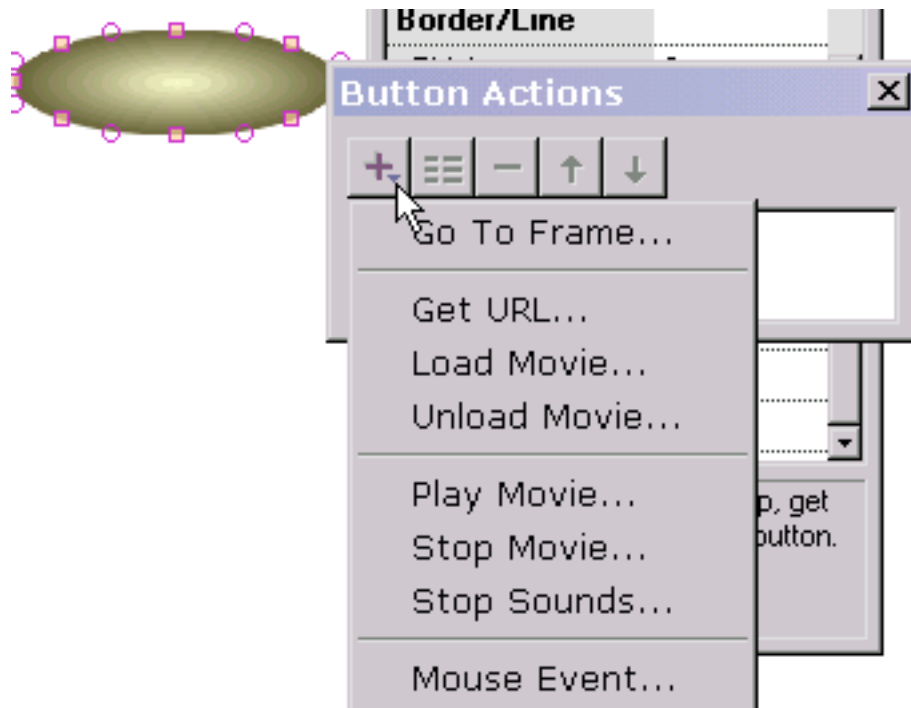 Border/Line
Button Actions
Go To Frame...
Get URL...
Load Movie...
Unload Movie...
Play Movie...
p, get
Stop Movie...
button.
Stop Sounds...
Mouse Event...